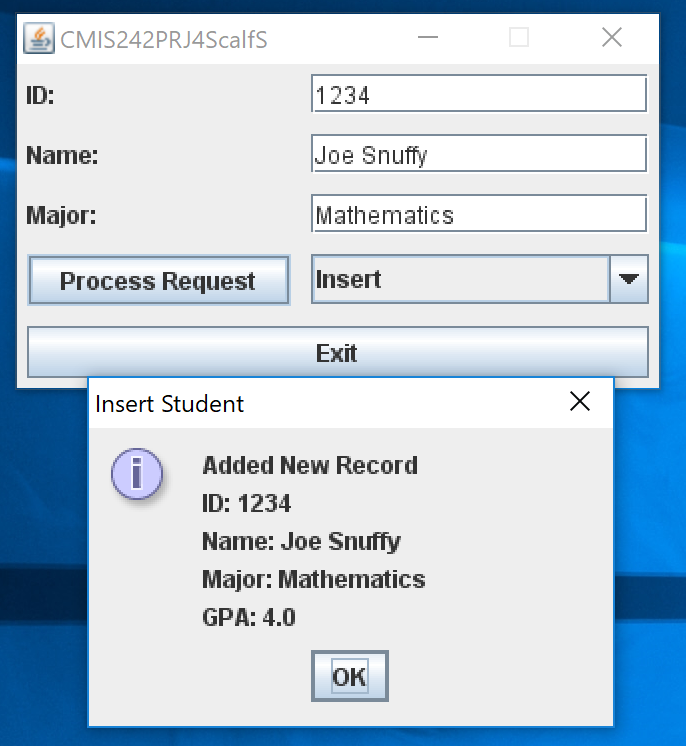 CMIS242PRJ4ScalfS
ID: 1234
Name: Joe Snuffy
Major: Mathematics
Process Request Insert
Exit
Insert Student
Added New Record
ID: 1234
Name: Joe Snuffy
Major: Mathematics
GPA: 4.0
OK